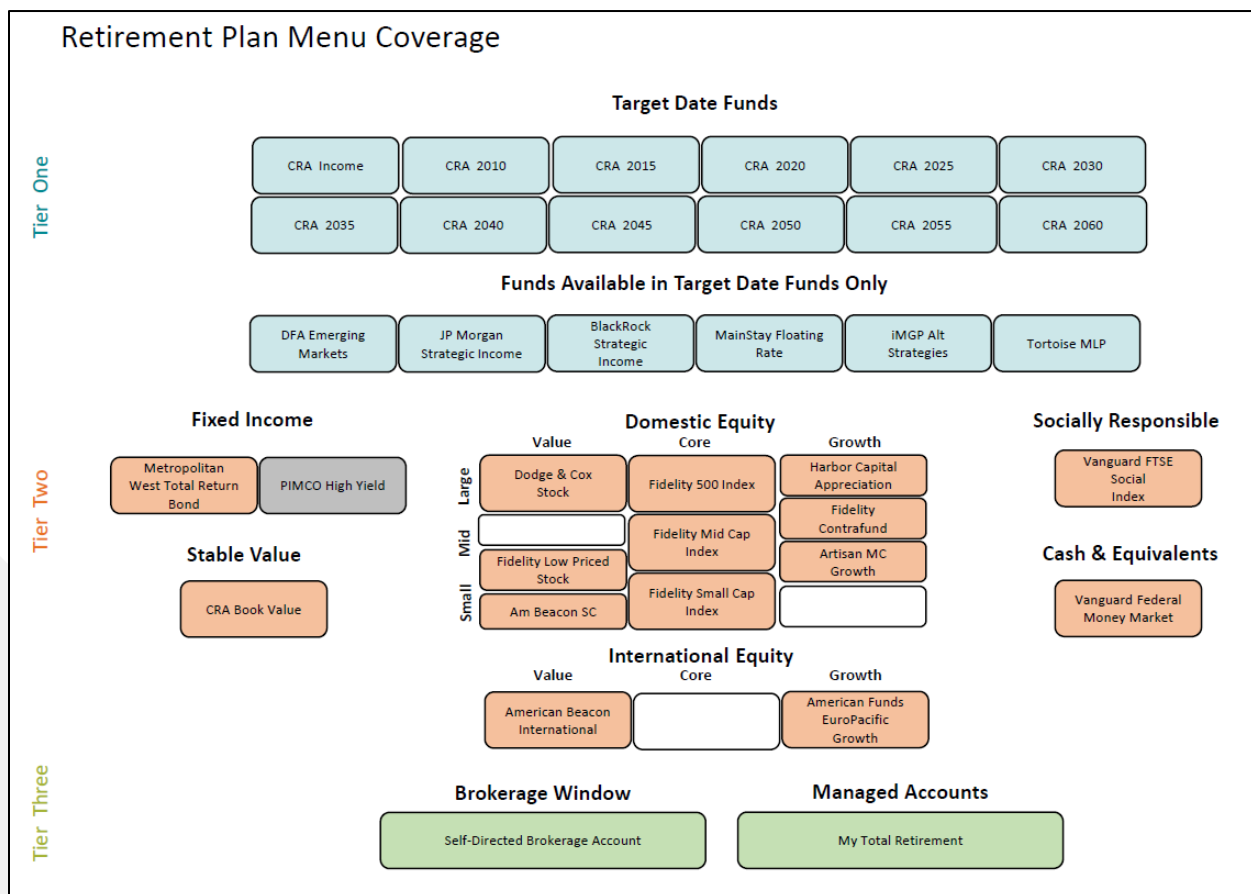 Retirement Plan Menu Coverage
Tier One
Target Date Funds
CRA Income
CRA 2010
CRA 2015
CRA 2020
CRA 2025
CRA 2030
CRA 2035
CRA 2040
CRA 2045
CRA 2050
CRA 2055
CRA 2060
Funds Available in Target Date Funds Only
DFA Emerging
Markets
JP Morgan
Strategic Income
BlackRock
Strategic
Income
MainStay Floating
Rate
iMGP Alt
Strategies
Tortoise MLP
Tier Two
Fixed Income
Metropolitan
West Total Return
Bond
PIMCO High Yield
Stable Value
CRA Book Value
Domestic Equity
Value
Core
Growth
Large
Mid
Small
Dodge & Cox
Stock
Fidelity 500 Index
Harbor Capital
Appreciation
Fidelity
Contrafund
Fidelity Mid Cap
Index
Artisan MC
Growth
Fidelity Low Priced
Stock
Fidelity Small Cap
Index
Am Beacon SC
Socially Responsible
Vanguard FTSE
Social
Index
Cash & Equivalents
Vanguard Federal
Money Market
International Equity
Value
Core
Growth
American Beacon
International
American Funds
EuroPacific
Growth
Tier Three
Brokerage Window
Self-Directed Brokerage Account
Managed Accounts
My Total Retirement